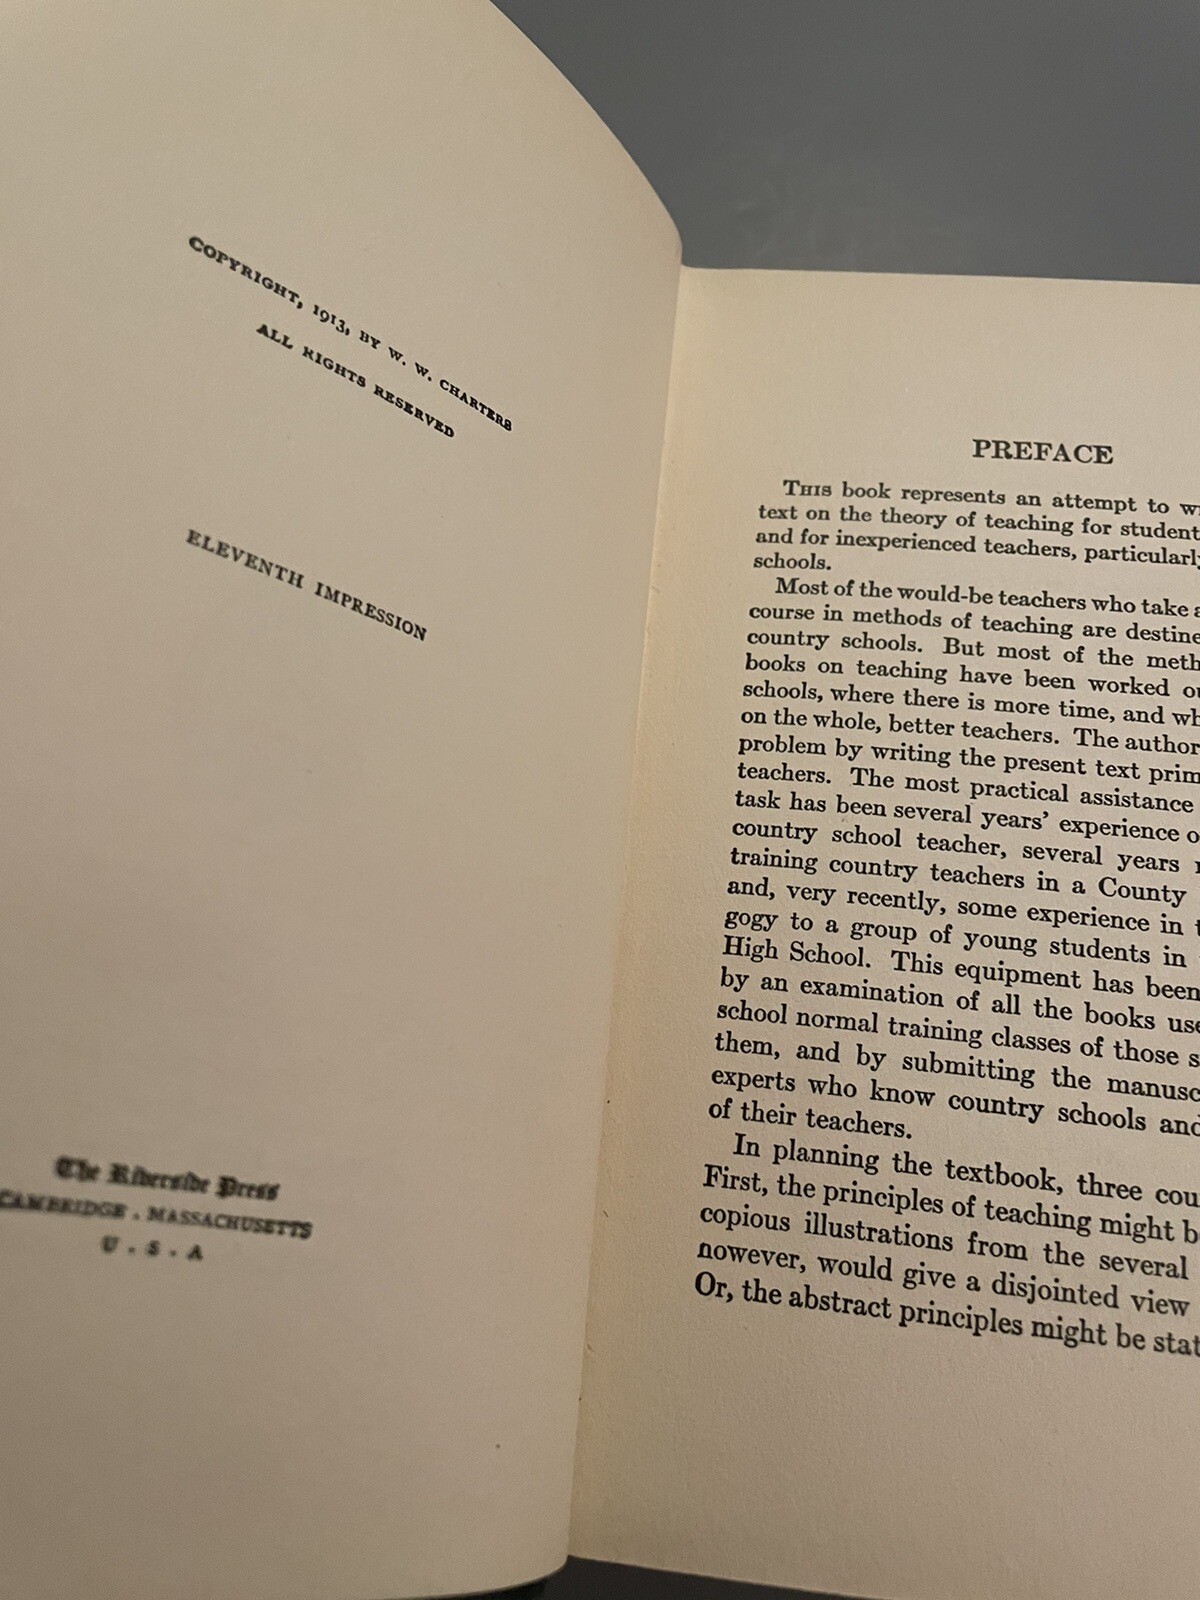 COPYRIGHT, 1913, BY W. W. CHARTERS
ALL RIGHTS RESERVED
ELEVENTH IMPRESSION
The Riverside Press
CAMBRIDGE . MASSACHUSETTS
U . S . A
PREFACE
THIS book represents an attempt to
text on the theory of teaching for student
and for inexperienced teachers, particularly
schools.
Most of the would-be teachers who take
course in methods of teaching are destine
country schools. But most of the meth
books on teaching have been worked
schools, where there is more time, and
on the whole, better teachers. The author
problem by writing the present text prim
teachers. The most practical assistance
task has been several years' experience
country school teacher, several years
training country teachers in a County
and, very recently, some experience in
gogy to a group of young students in
High School. This equipment has been
by an examination of all the books use
school normal training classes of those
them, and by submitting the manusc
experts who know country schools and
of their teachers.
In planning the textbook, three cou
First, the principles of teaching might b
copious illustrations from the several
however, would give a disjointed view
Or, the abstract principles might be stat